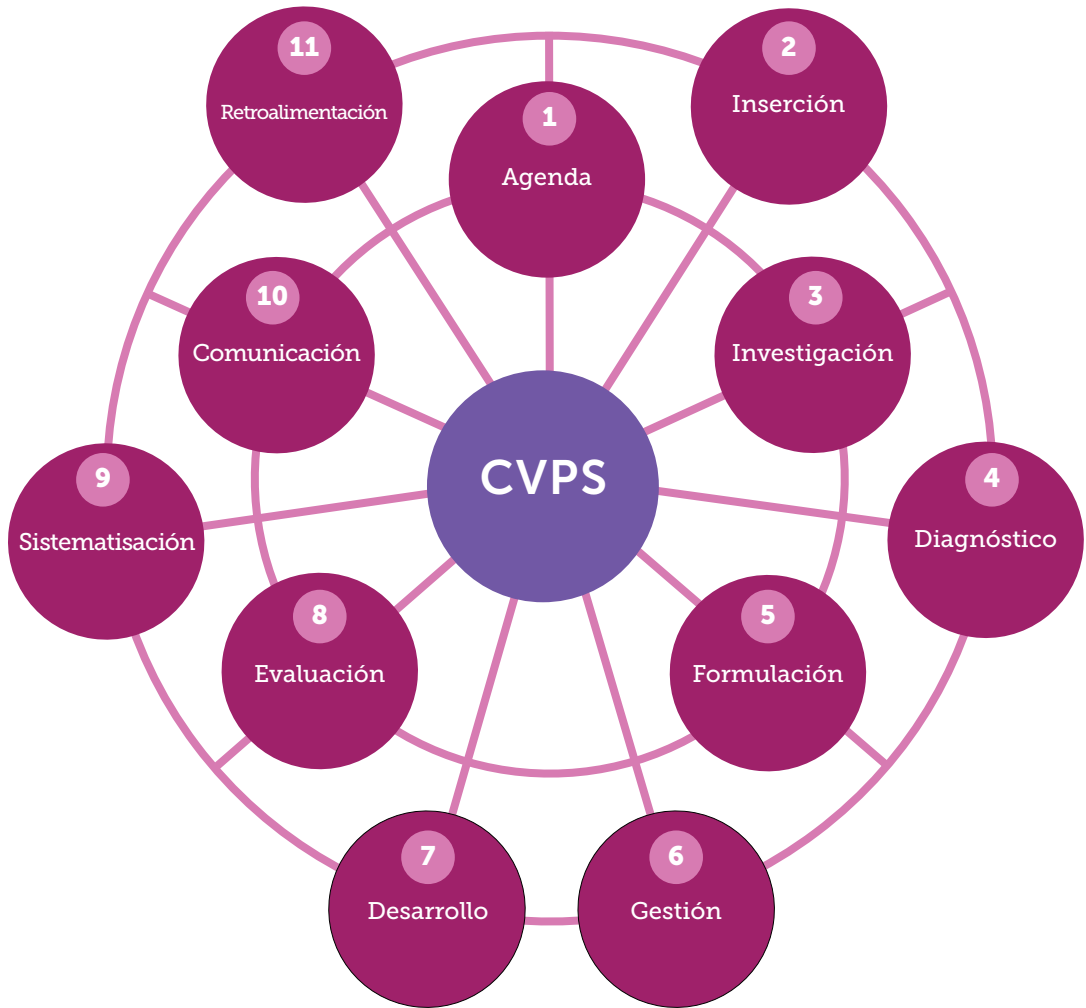 11
Retroalimentación
2
Inserción
1
Agenda
10
Comunicación
3
Investigación
CVPS
9
Sistematisación
4
Diagnóstico
8
Evaluación
5
Formulación
7
Desarrollo
6
Gestión